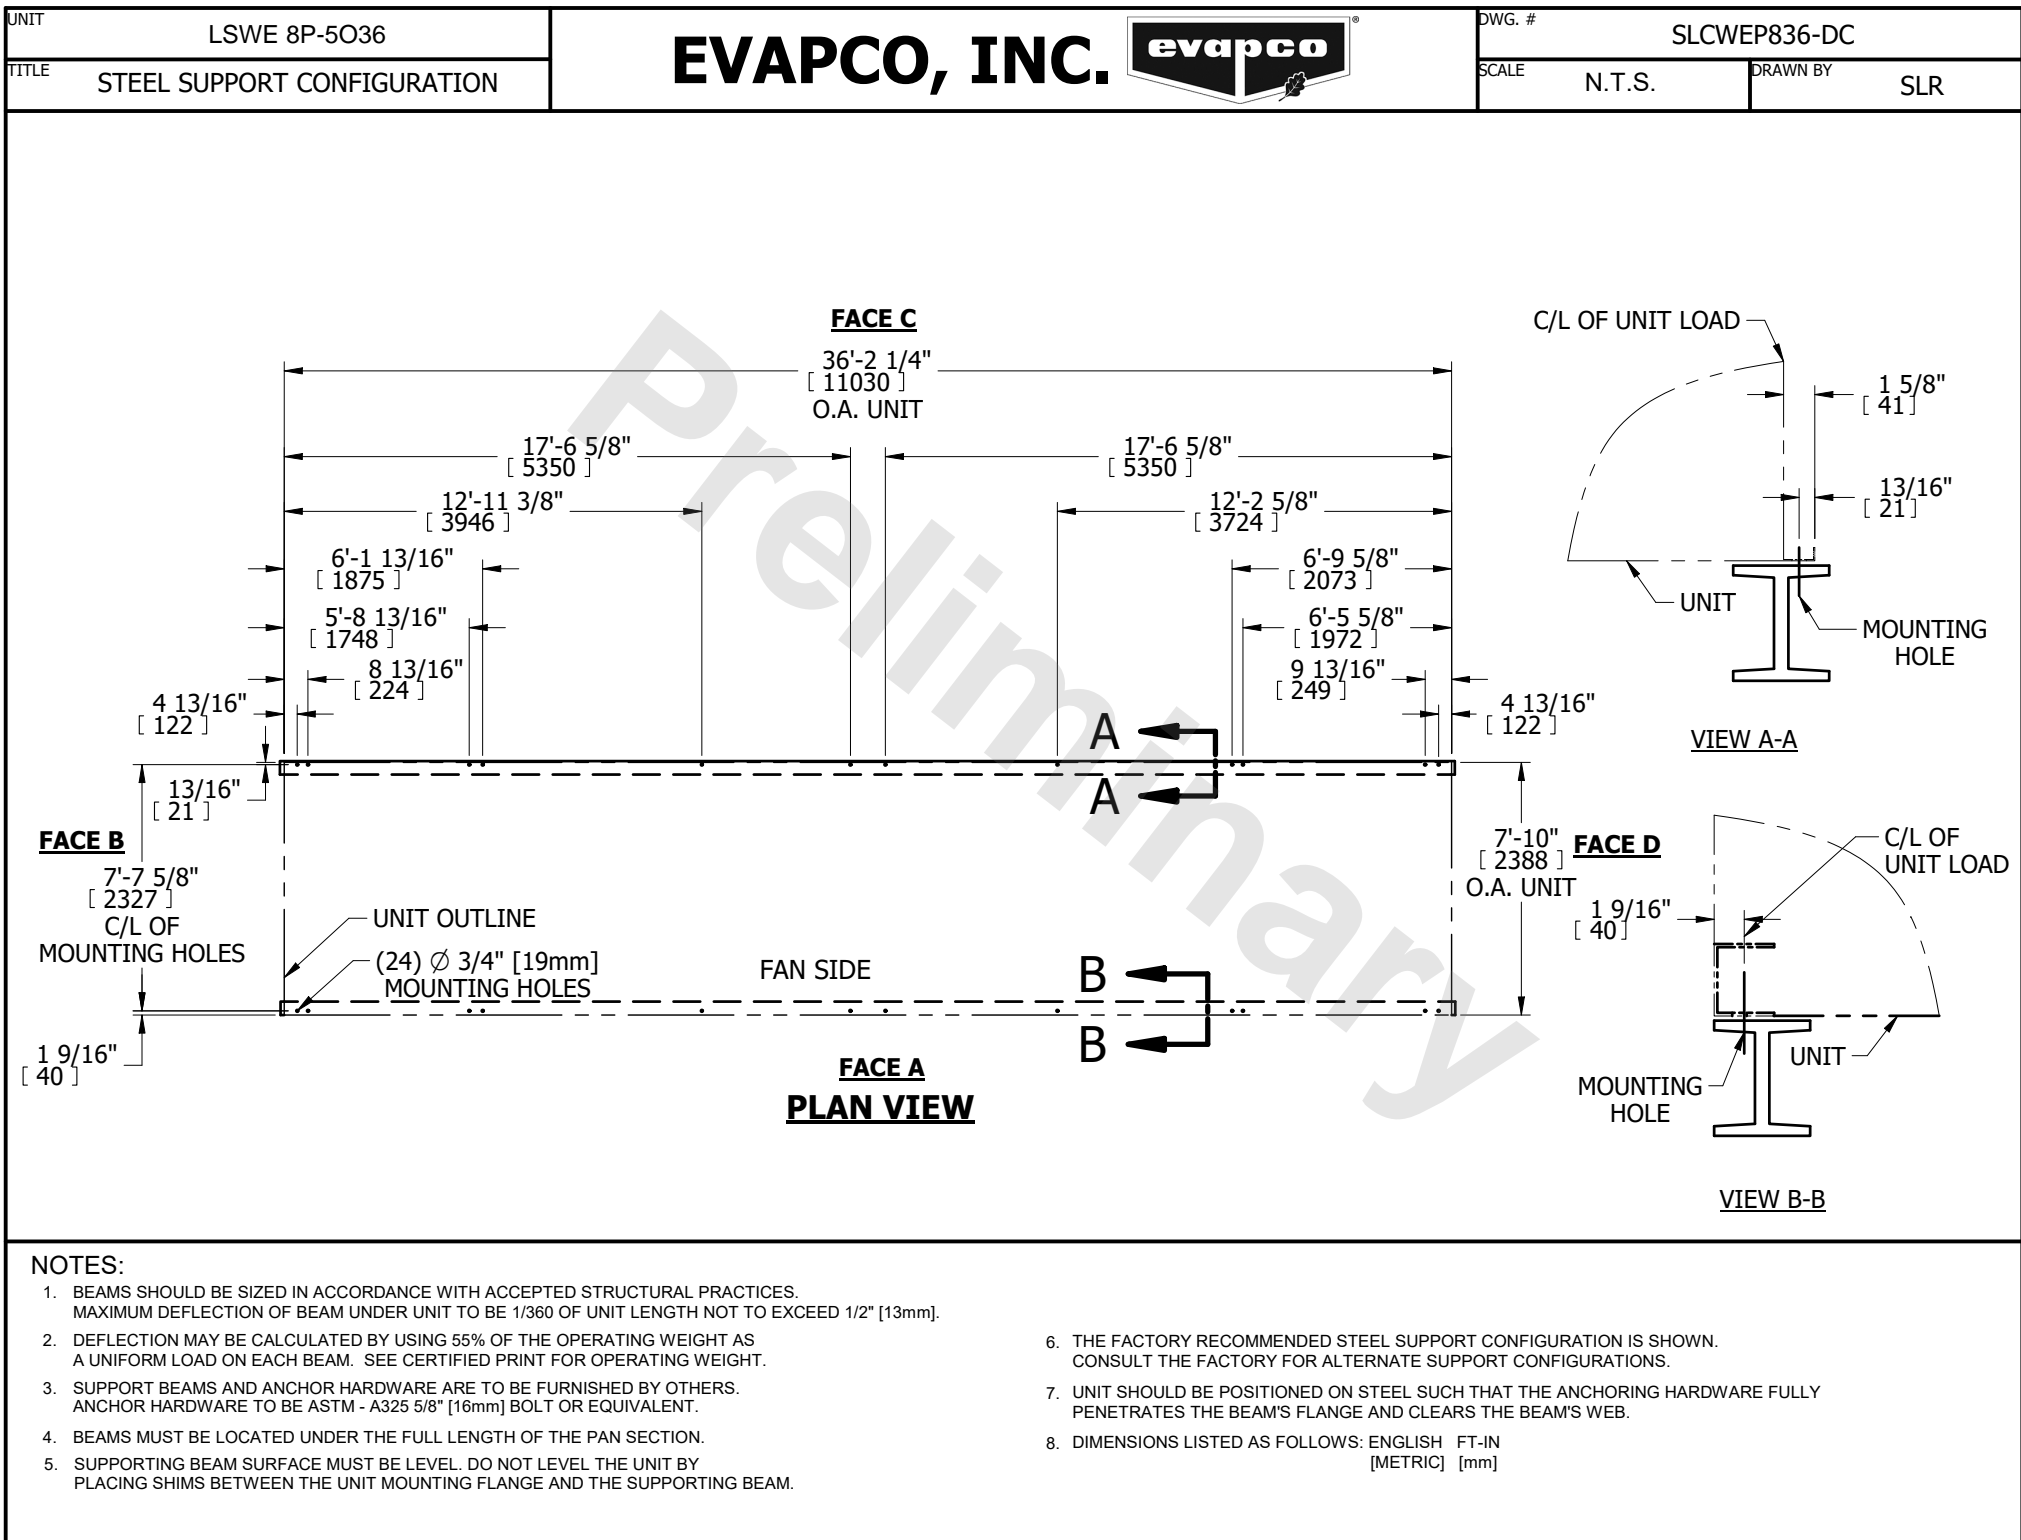 UNIT
LSWE 8P-5O36
TITLE
STEEL SUPPORT CONFIGURATION
EVAPCO, INC.
evapco
®
DWG. #
SLCWEP836-DC
SCALE
N.T.S.
DRAWN BY
SLR
Preliminary
FACE C
36'-2 1/4"
[ 11030 ]
O.A. UNIT
17'-6 5/8"
[ 5350 ]
17'-6 5/8"
[ 5350 ]
12'-11 3/8"
[ 3946 ]
12'-2 5/8"
[ 3724 ]
6'-1 13/16"
[ 1875 ]
6'-9 5/8"
[ 2073 ]
5'-8 13/16"
[ 1748 ]
6'-5 5/8"
[ 1972 ]
8 13/16"
[ 224 ]
9 13/16"
[ 249 ]
4 13/16"
[ 122 ]
4 13/16"
[ 122 ]
A
A
13/16"
[ 21 ]
FACE B
7'-7 5/8"
[ 2327 ]
C/L OF
MOUNTING HOLES
7'-10"
[ 2388 ]
O.A. UNIT
FACE D
UNIT OUTLINE
(24) Ø 3/4" [19mm]
MOUNTING HOLES
FAN SIDE
B
B
1 9/16"
[ 40 ]
FACE A
PLAN VIEW
C/L OF UNIT LOAD
1 5/8"
[ 41 ]
13/16"
[ 21 ]
UNIT
MOUNTING
HOLE
VIEW A-A
C/L OF
UNIT LOAD
1 9/16"
[ 40 ]
UNIT
MOUNTING
HOLE
VIEW B-B
NOTES:
1. BEAMS SHOULD BE SIZED IN ACCORDANCE WITH ACCEPTED STRUCTURAL PRACTICES.
MAXIMUM DEFLECTION OF BEAM UNDER UNIT TO BE 1/360 OF UNIT LENGTH NOT TO EXCEED 1/2" [13mm].
2. DEFLECTION MAY BE CALCULATED BY USING 55% OF THE OPERATING WEIGHT AS
A UNIFORM LOAD ON EACH BEAM. SEE CERTIFIED PRINT FOR OPERATING WEIGHT.
3. SUPPORT BEAMS AND ANCHOR HARDWARE ARE TO BE FURNISHED BY OTHERS.
ANCHOR HARDWARE TO BE ASTM - A325 5/8" [16mm] BOLT OR EQUIVALENT.
4. BEAMS MUST BE LOCATED UNDER THE FULL LENGTH OF THE PAN SECTION.
5. SUPPORTING BEAM SURFACE MUST BE LEVEL. DO NOT LEVEL THE UNIT BY
PLACING SHIMS BETWEEN THE UNIT MOUNTING FLANGE AND THE SUPPORTING BEAM.
6. THE FACTORY RECOMMENDED STEEL SUPPORT CONFIGURATION IS SHOWN.
CONSULT THE FACTORY FOR ALTERNATE SUPPORT CONFIGURATIONS.
7. UNIT SHOULD BE POSITIONED ON STEEL SUCH THAT THE ANCHORING HARDWARE FULLY
PENETRATES THE BEAM'S FLANGE AND CLEARS THE BEAM'S WEB.
8. DIMENSIONS LISTED AS FOLLOWS: ENGLISH FT-IN
[METRIC] [mm]